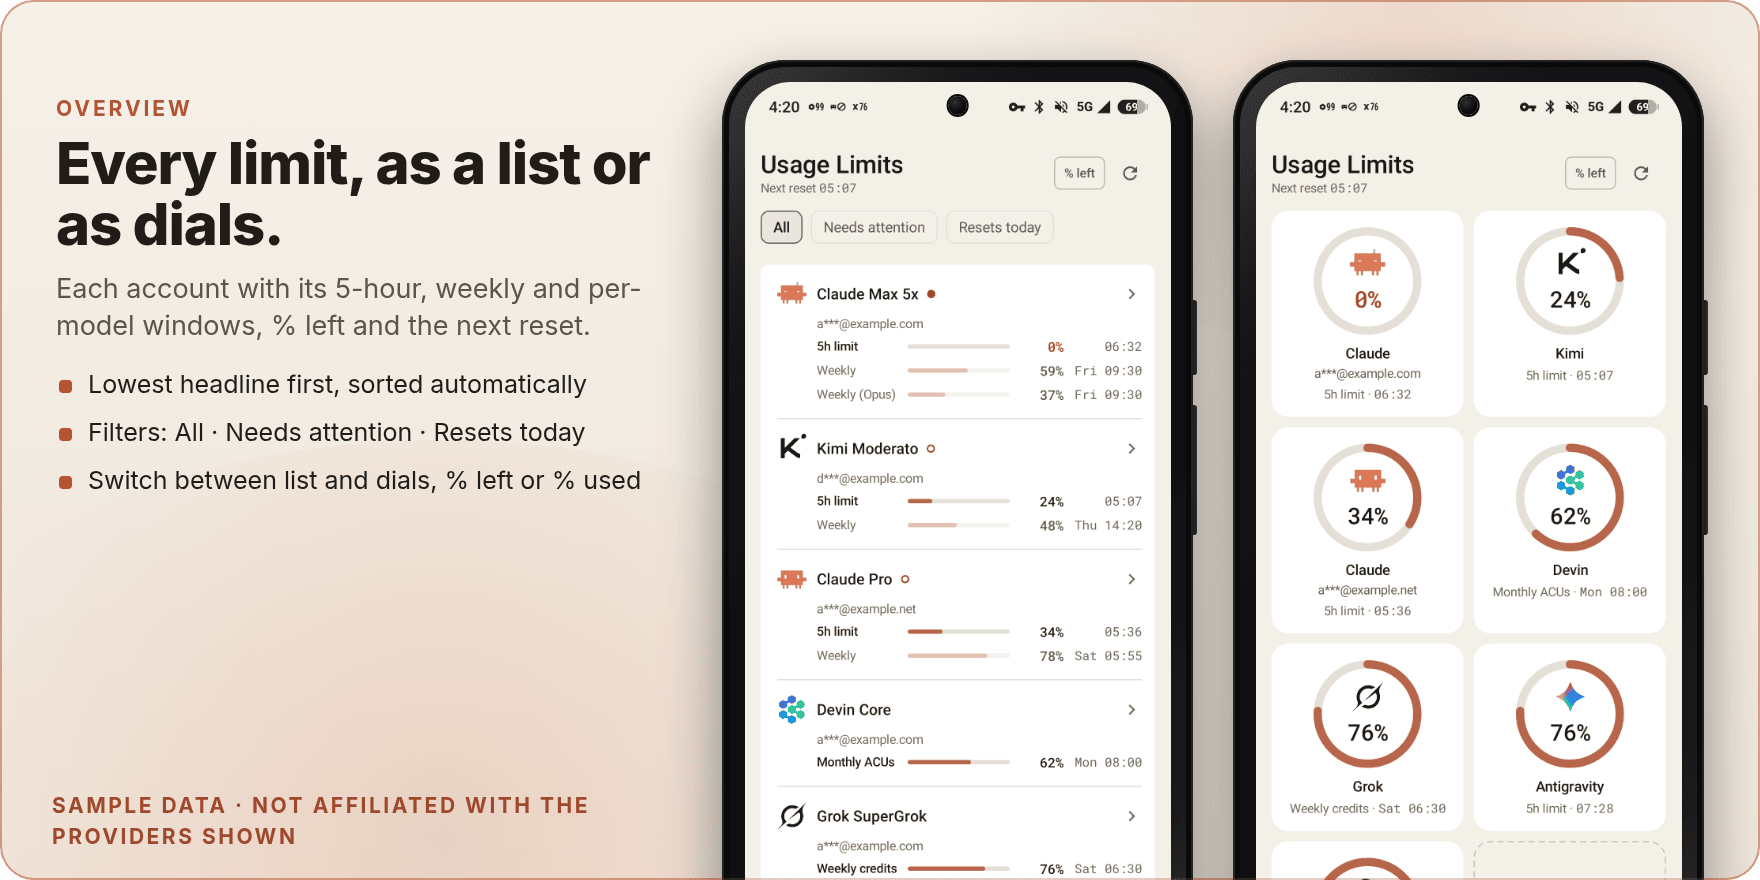 OVERVIEW
Every limit, as a list or
as dials.
Each account with its 5-hour, weekly and per-
model windows, % left and the next reset.
Lowest headline first, sorted automatically
Filters: All · Needs attention · Resets today
Switch between list and dials, % left or % used
SAMPLE DATA · NOT AFFILIATED WITH THE
PROVIDERS SHOWN
4:20 99 x76 5G 69
Usage Limits
Next reset 05:07
% left
All Needs attention Resets today
Claude Max 5x
a***@example.com
5h limit 0% 06:32
Weekly 59% Fri 09:30
Weekly (Opus) 37% Fri 09:30
Kimi Moderato
d***@example.com
5h limit 24% 05:07
Weekly 48% Thu 14:20
Claude Pro
a***@example.net
5h limit 34% 05:36
Weekly 78% Sat 05:55
Devin Core
a***@example.com
Monthly ACUs 62% Mon 08:00
Grok SuperGrok
a***@example.com
Weekly credits 76% Sat 06:30
4:20 99 x76 5G 69
Usage Limits
Next reset 05:07
% left
0%
Claude
a***@example.com
5h limit · 06:32
24%
Kimi
5h limit · 05:07
34%
Claude
a***@example.net
5h limit · 05:36
62%
Devin
Monthly ACUs · Mon 08:00
76%
Grok
Weekly credits · Sat 06:30
76%
Antigravity
5h limit · 07:28